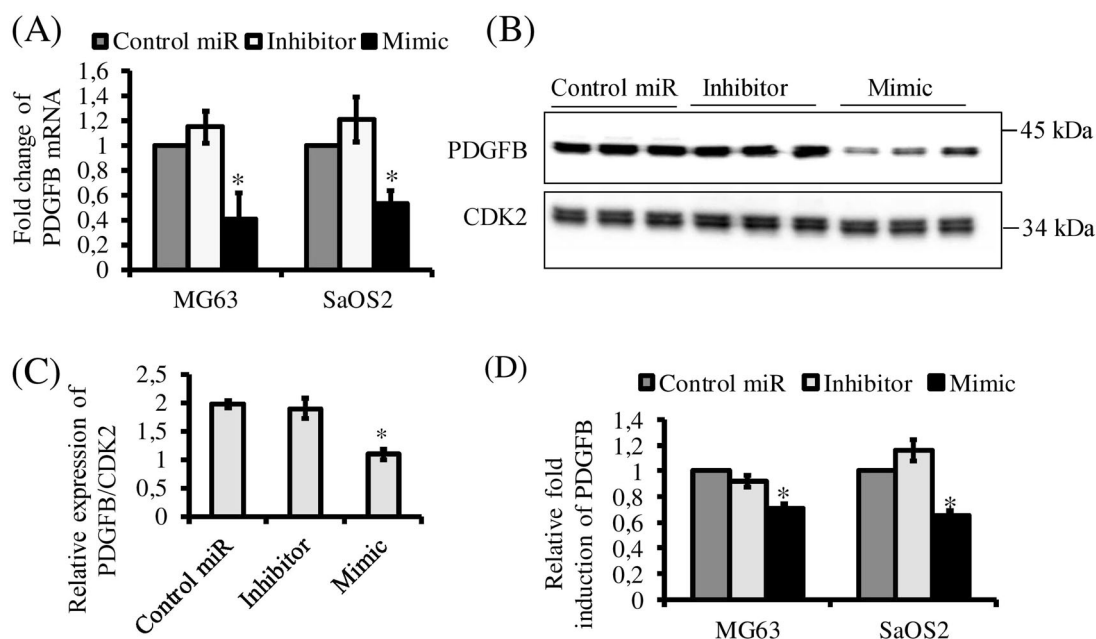 (A)
Control miR Inhibitor Mimic
Fold change of
PDGFB mRNA
1,6
1,4
1,2
1
0,8
0,6
0,4
0,2
0
*
*
MG63 SaOS2
(B)
Control miR Inhibitor Mimic
PDGFB
45 kDa
CDK2
34 kDa
(C)
Relative expression of
PDGFB/CDK2
2,5
2
1,5
1
0,5
0
*
Control miR
Inhibitor
Mimic
(D)
Control miR Inhibitor Mimic
Relative fold
induction of PDGFB
1,4
1,2
1
0,8
0,6
0,4
0,2
0
*
*
MG63 SaOS2